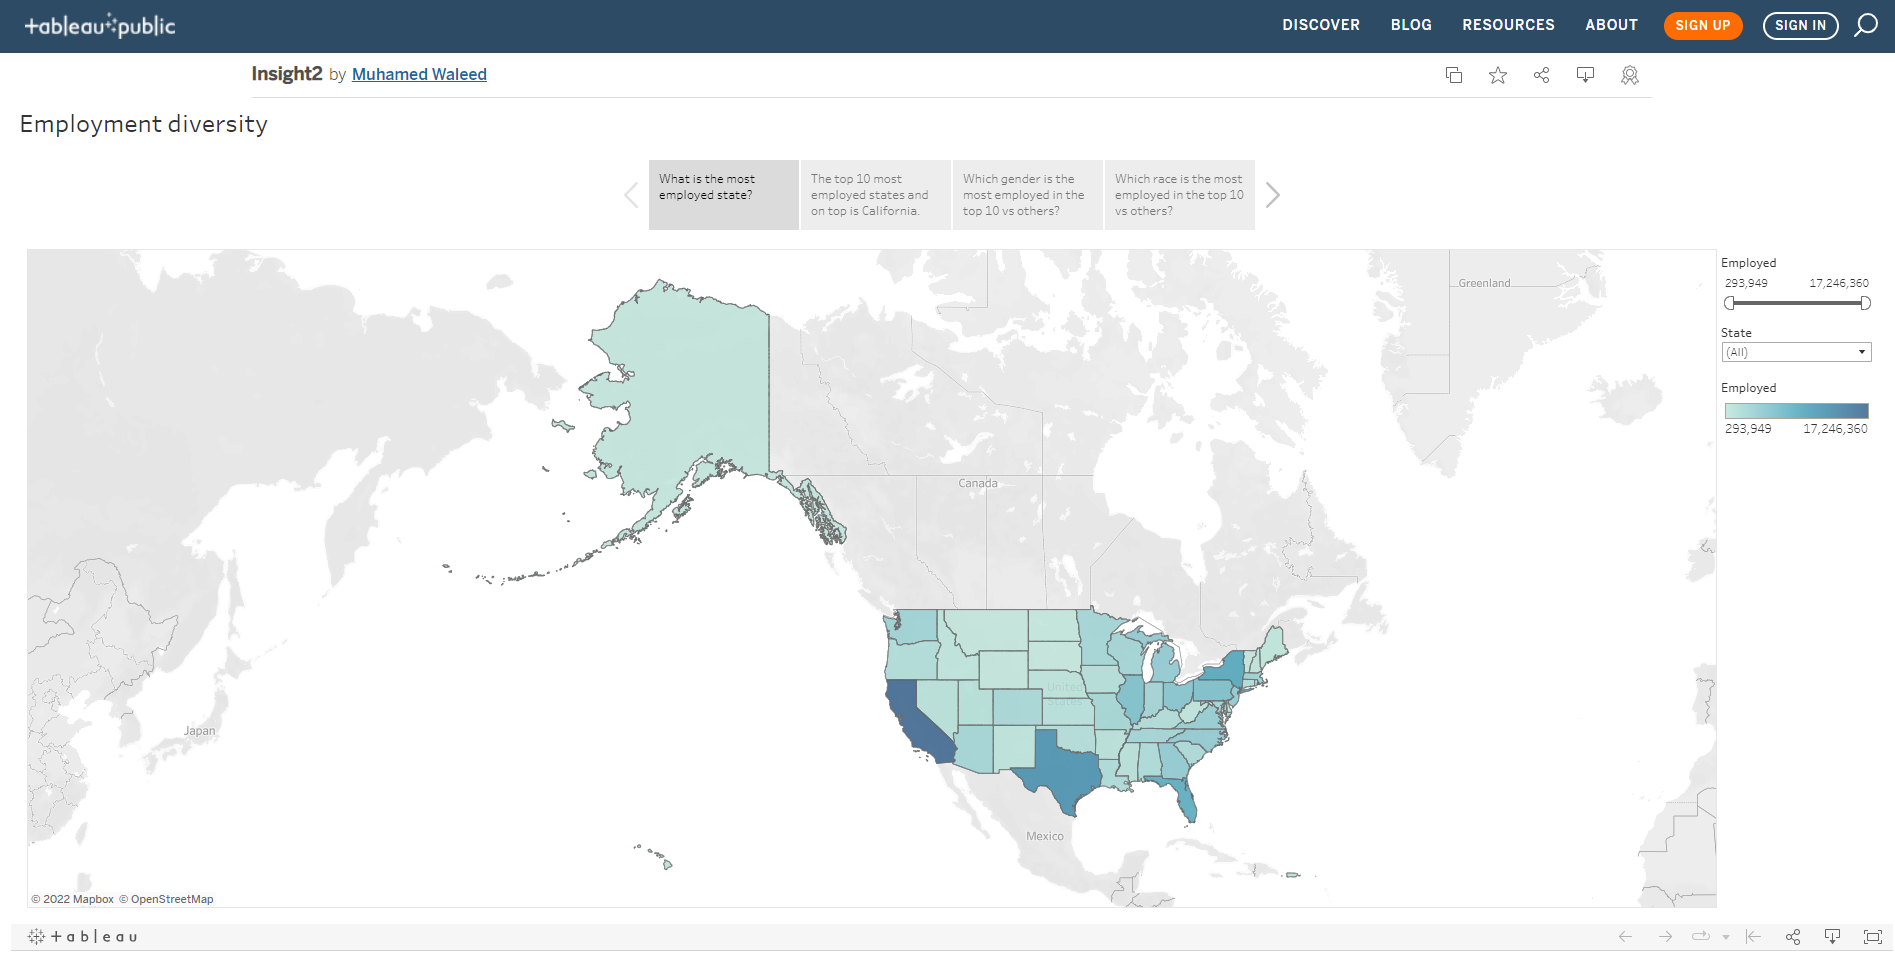 tableau public
DISCOVER
BLOG
RESOURCES
ABOUT
SIGN UP
SIGN IN
Insight2 by Muhamed Waleed
Employment diversity
What is the most
employed state?
The top 10 most
employed states and
on top is California.
Which gender is the
most employed in the
top 10 vs others?
Which race is the most
employed in the top 10
vs others?
Greenland
Canada
United
States
Japan
Mexico
© 2022 Mapbox © OpenStreetMap
Employed
293,949 17,246,360
State
(All)
Employed
293,949 17,246,360
tableau